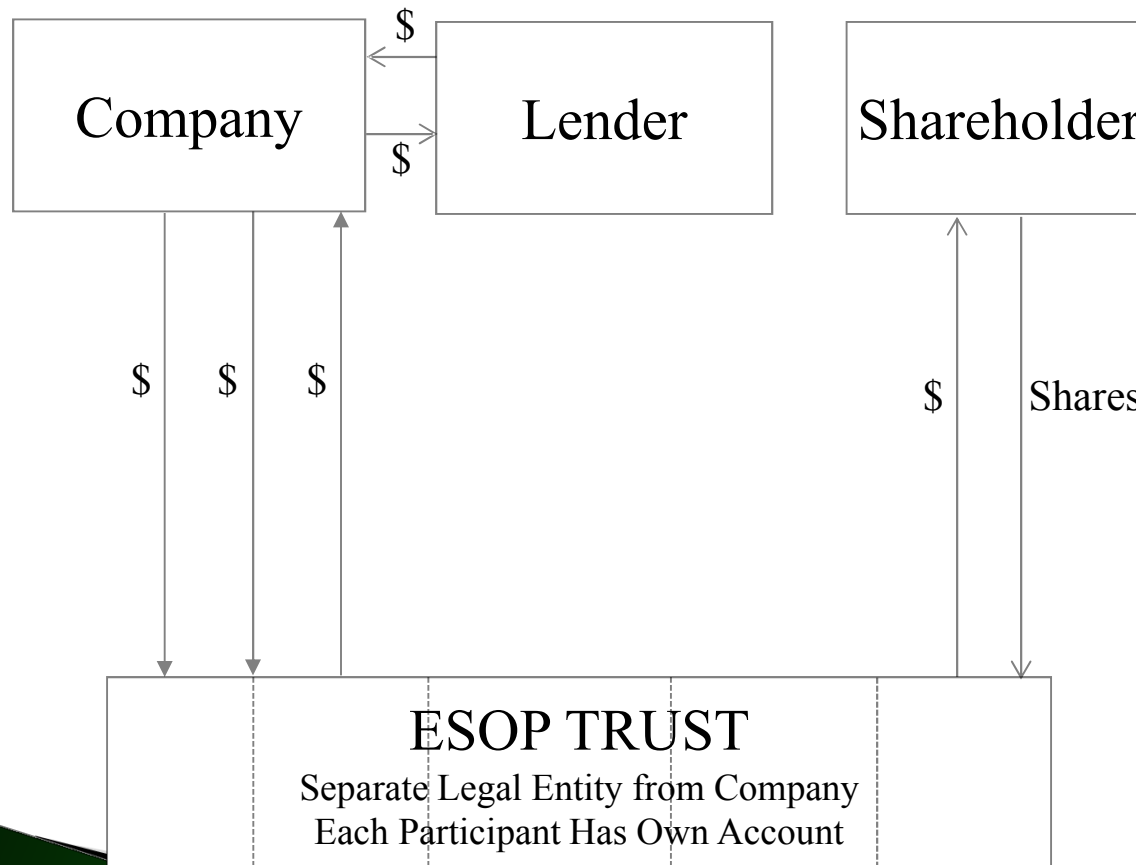 $
Company
Lender
Shareholder
$
$
$
$
$
Shares
ESOP TRUST
Separate Legal Entity from Company
Each Participant Has Own Account